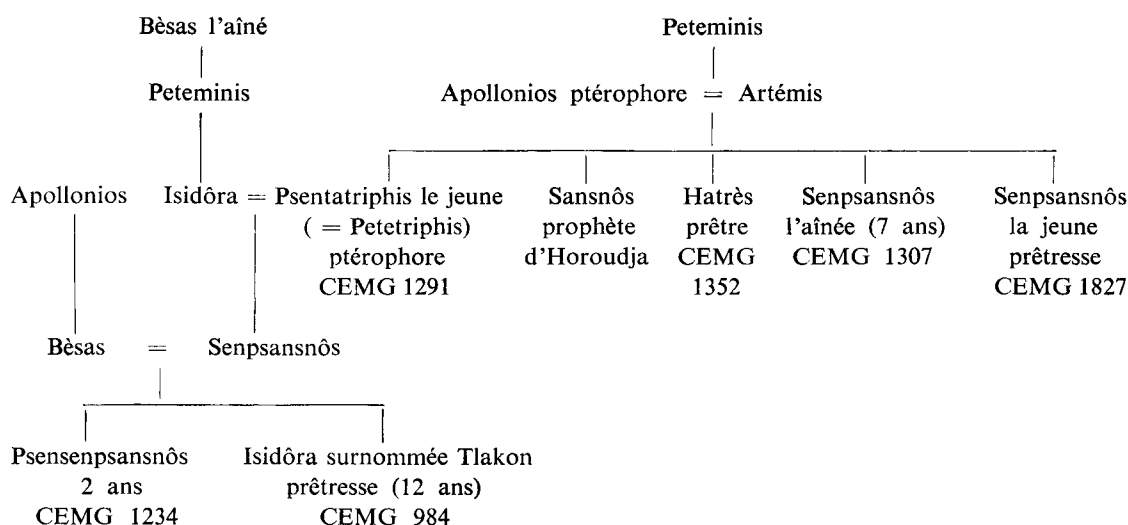 Bèsas l'aîné Peteminis
Peteminis Apollonios ptérophore = Artémis
Apollonios Isidôra = Psentatriphis le jeune Sansnôs Hatrès Senpsansnôs Senpsansnôs
( = Petetriphis) prophète prêtre l'aînée (7 ans) la jeune
ptérophore d'Horoudja CEMG CEMG 1307 prêtresse
CEMG 1291 1352 CEMG 1827
Bèsas = Senpsansnôs
Psensenpsansnôs Isidôra surnommée Tlakon
2 ans prêtresse (12 ans)
CEMG 1234 CEMG 984